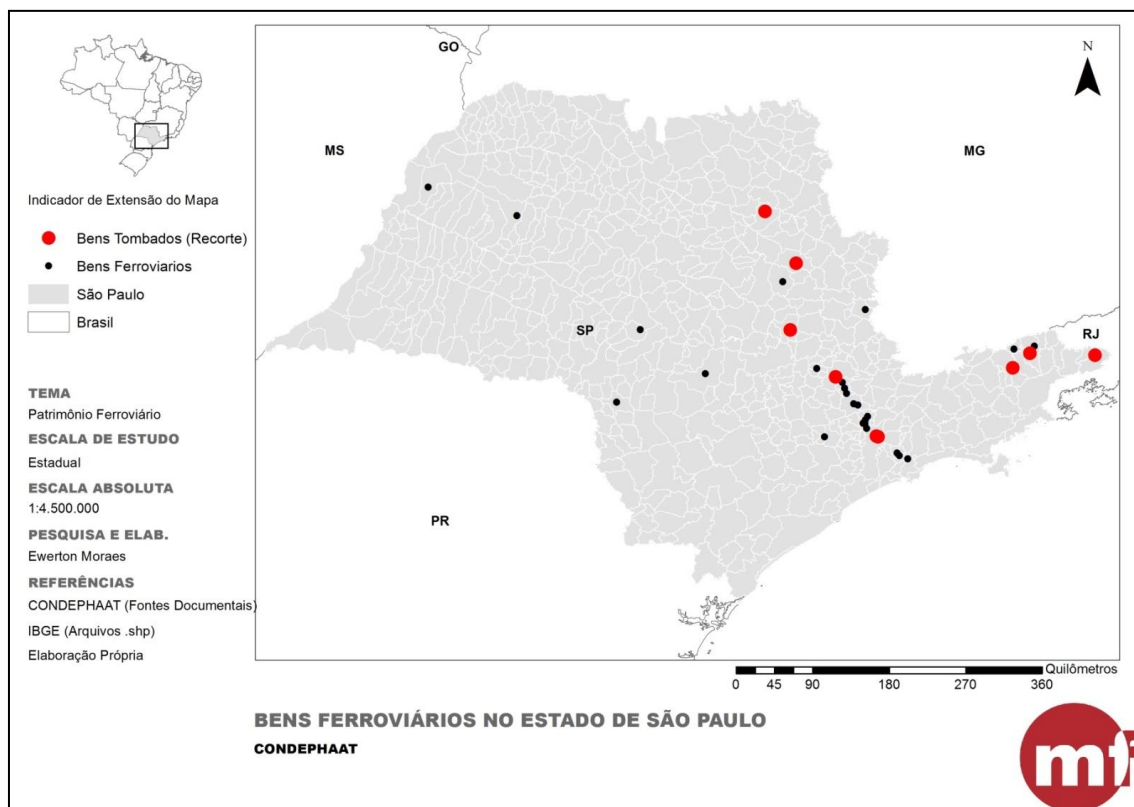 Indicador de Extensão do Mapa
Bens Tombados (Recorte)
Bens Ferroviarios
São Paulo
Brasil
TEMA
Patrimônio Ferroviário
ESCALA DE ESTUDO
Estadual
ESCALA ABSOLUTA
1:4.500.000
PESQUISA E ELAB.
Ewerton Moraes
REFERÊNCIAS
CONDEPHAAT (Fontes Documentais)
IBGE (Arquivos .shp)
Elaboração Própria
GO
N
MS
MG
SP
RJ
PR
Quilômetros
0 45 90 180 270 360
BENS FERROVIÁRIOS NO ESTADO DE SÃO PAULO
CONDEPHAAT